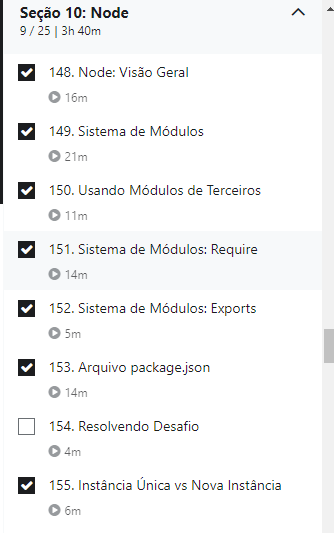 Seção 10: Node
9 / 25 | 3h 40m
148. Node: Visão Geral
16m
149. Sistema de Módulos
21m
150. Usando Módulos de Terceiros
11m
151. Sistema de Módulos: Require
14m
152. Sistema de Módulos: Exports
5m
153. Arquivo package.json
14m
154. Resolvendo Desafio
4m
155. Instância Única vs Nova Instância
6m